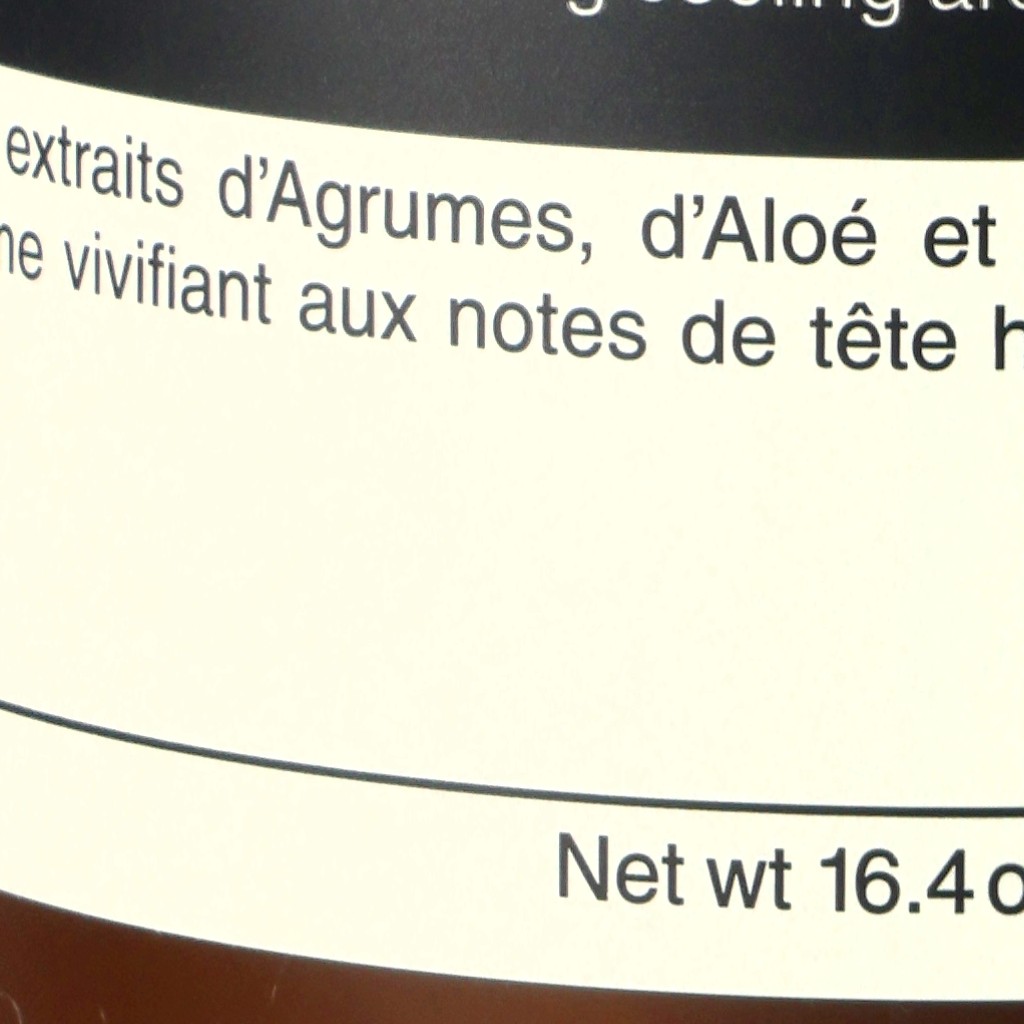 extraits d'Agrumes, d'Aloé et
vivifiant aux notes de tête
Net wt 16.4